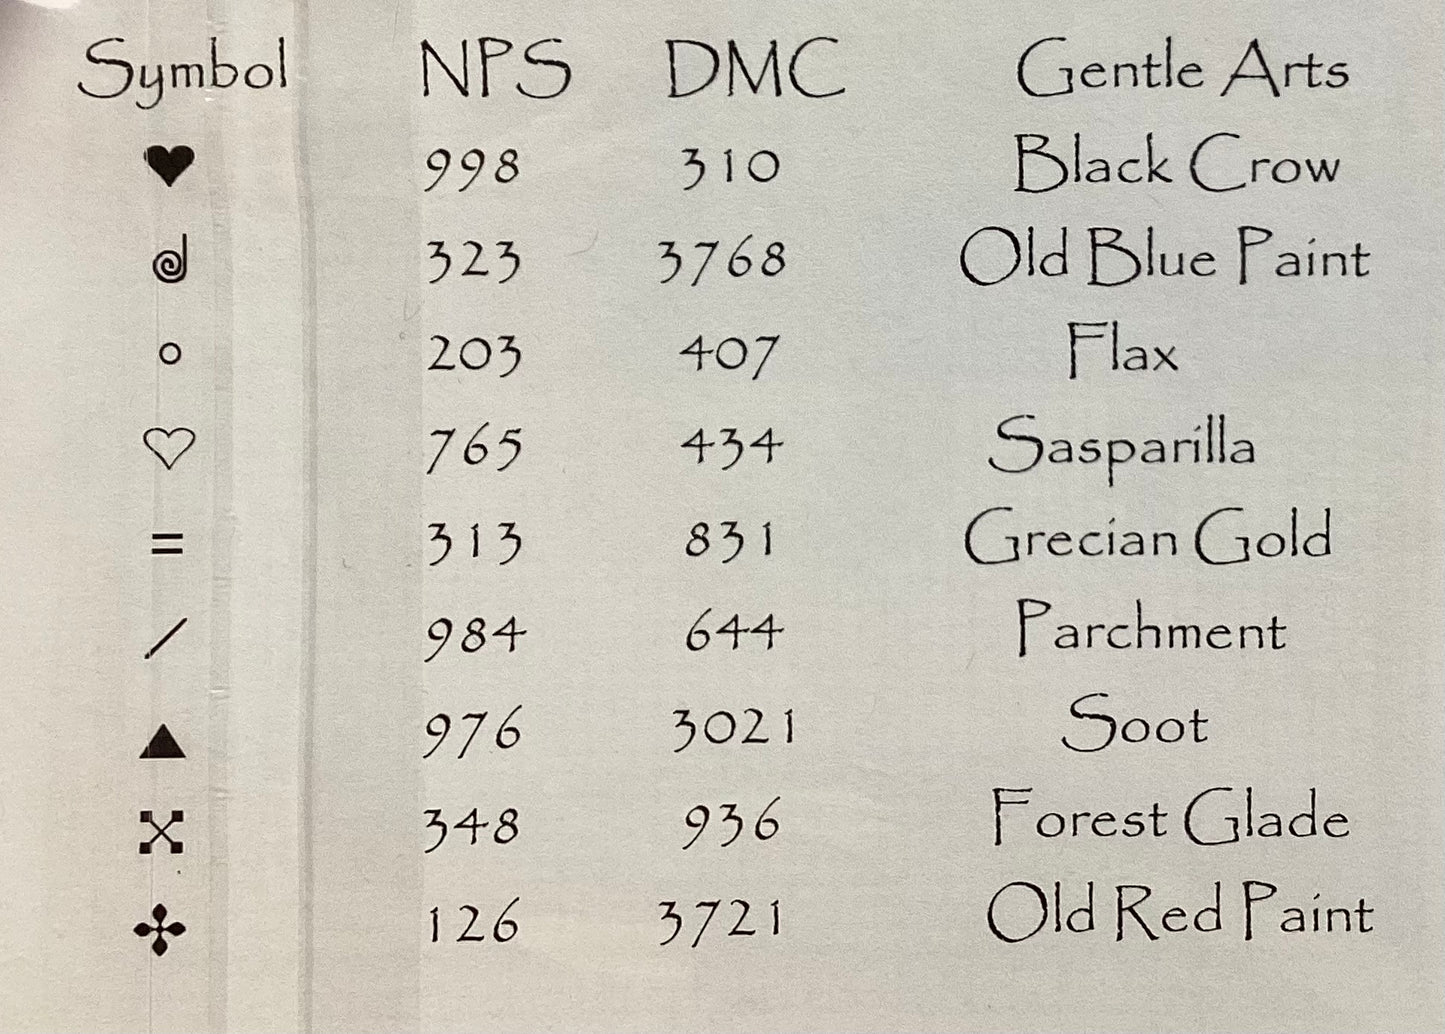 Symbol NPS DMC Gentle Arts
♥ 998 310 Black Crow
323 3768 Old Blue Paint
○ 203 407 Flax
♡ 765 434 Sasparilla
= 313 831 Grecian Gold
/ 984 644 Parchment
▲ 976 3021 Soot
348 936 Forest Glade
126 3721 Old Red Paint